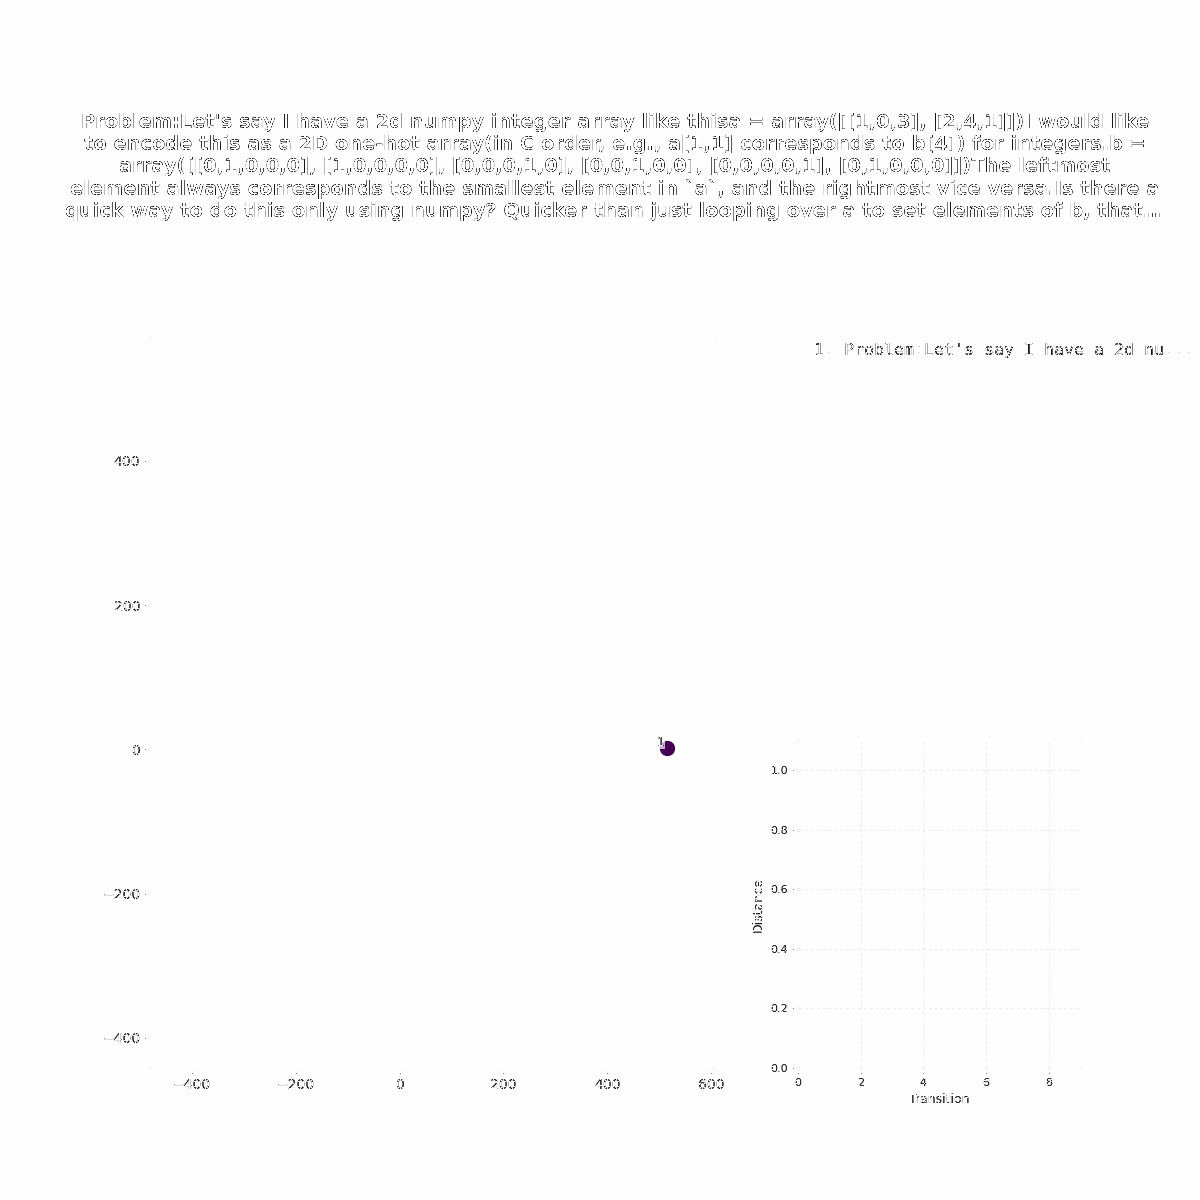 Problem:Let's say I have a 2d numpy integer array like thisa = array([[1,0,3], [2,4,1]])I would like
to encode this as a 2D one-hot array(in C order, e.g., a[1,1] corresponds to b[4]) for integers.b =
array([[0,1,0,0,0], [1,0,0,0,0], [0,0,0,1,0], [0,0,1,0,0], [0,0,0,0,1], [0,1,0,0,0]])The leftmost
element always corresponds to the smallest element in `a`, and the rightmost vice versa.Is there a
quick way to do this only using numpy? Quicker than just looping over a to set elements of b, that...
1. Problem:Let's say I have a 2d nu...
400
200
0
−200
−400
−400 −200 0 200 400 600
1
1.0
0.8
0.6
0.4
0.2
0.0
Distance
0 2 4 6 8
Transition